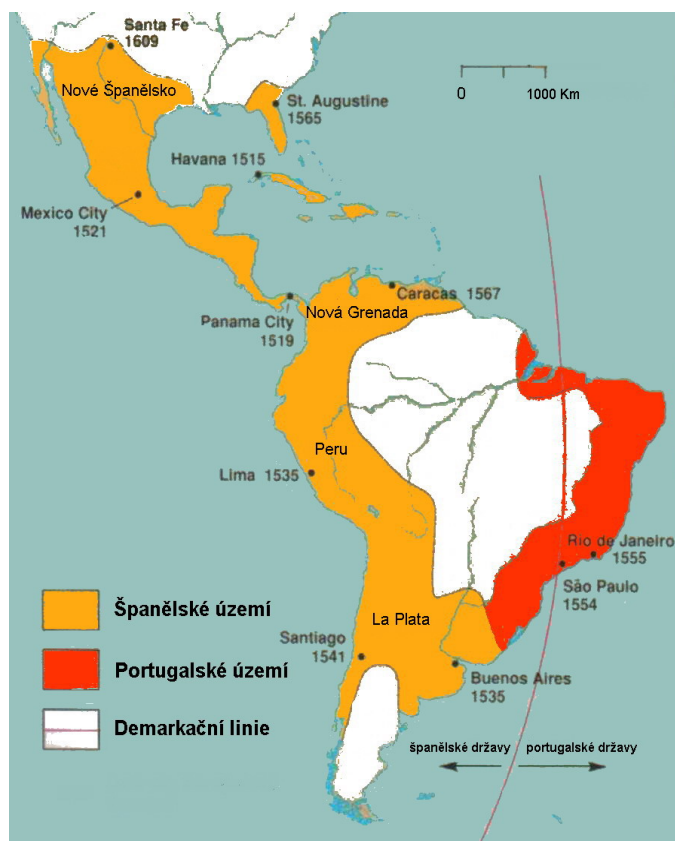 Santa Fe
1609
Nové Španělsko
St. Augustine
1565
0 1000 Km
Havana 1515
Mexico City
1521
Panama City
1519
Caracas 1567
Nová Grenada
Peru
Lima 1535
Rio de Janeiro
1555
São Paulo
1554
La Plata
Santiago
1541
Buenos Aires
1535
Španělské území
Portugalské území
Demarkační linie
španělské državy
portugalské državy